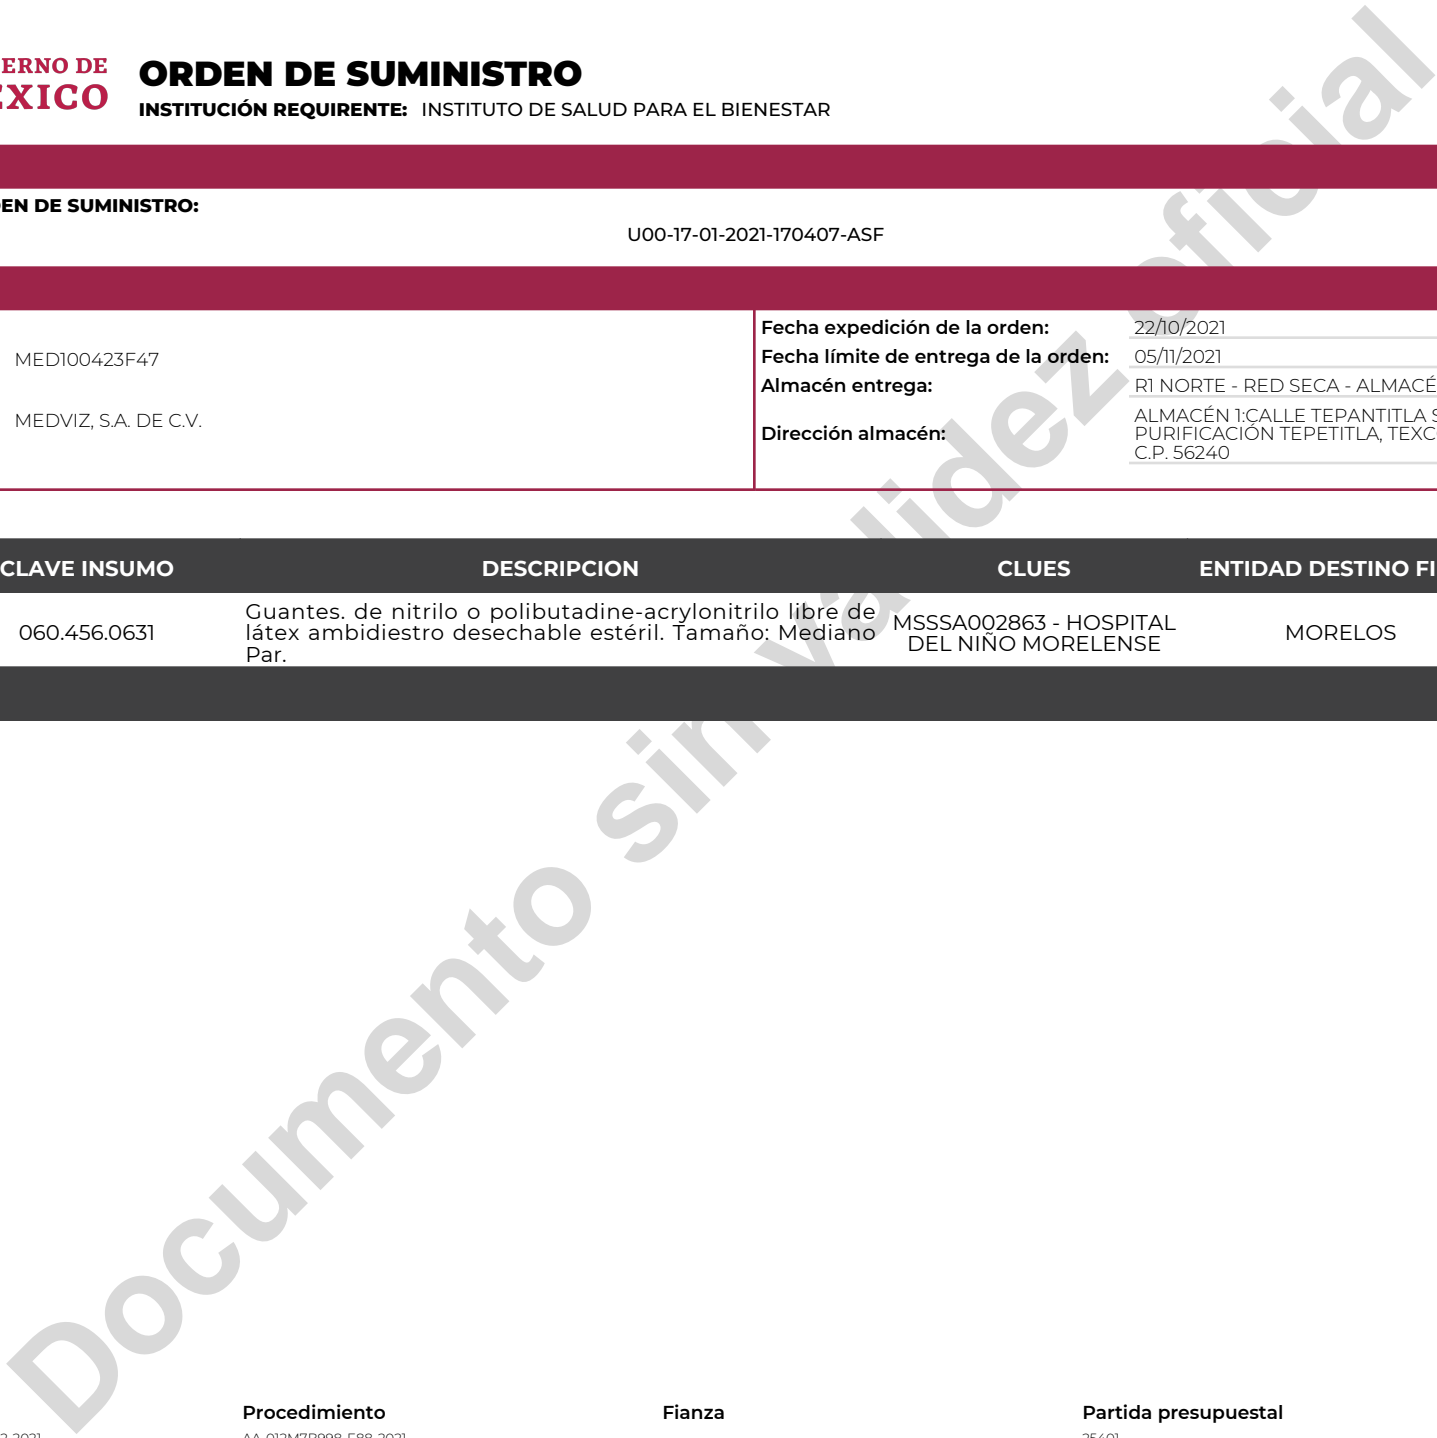 ERNO DE
EXICO
ORDEN DE SUMINISTRO
INSTITUCIÓN REQUIRENTE: INSTITUTO DE SALUD PARA EL BIENESTAR
EN DE SUMINISTRO:
U00-17-01-2021-170407-ASF
MED100423F47
MEDVIZ, S.A. DE C.V.
Fecha expedición de la orden: 22/10/2021
Fecha límite de entrega de la orden: 05/11/2021
Almacén entrega: R1 NORTE - RED SECA - ALMACÉ
Dirección almacén:
ALMACÉN 1:CALLE TEPANTITLA S
PURIFICACIÓN TEPETITLA, TEXC
C.P. 56240
CLAVE INSUMO DESCRIPCION CLUES ENTIDAD DESTINO FI
060.456.0631
Guantes. de nitrilo o polibutadine-acrylonitrilo libre de
látex ambidiestro desechable estéril. Tamaño: Mediano
Par.
MSSSA002863 - HOSPITAL
DEL NIÑO MORELENSE
MORELOS
Documento sin validez oficial
Procedimiento Fianza Partida presupuestal